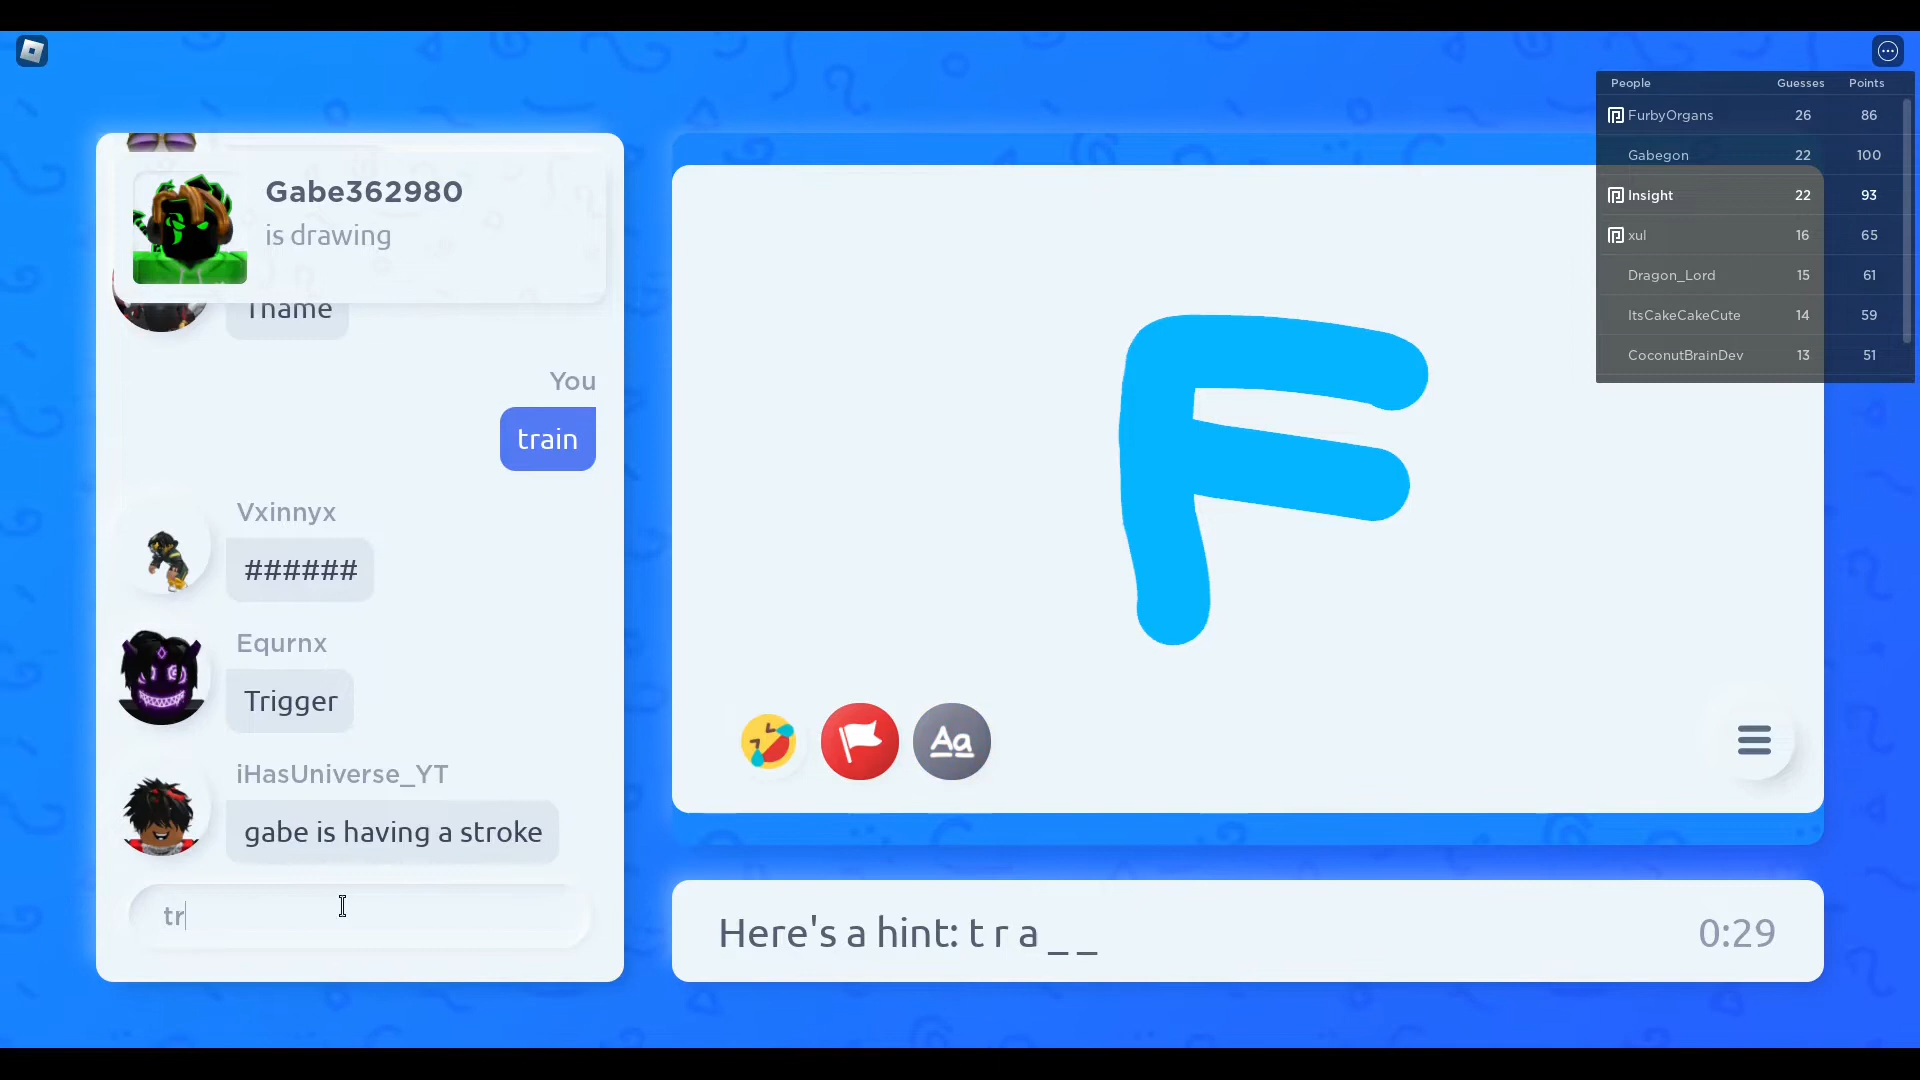 People Guesses Points
FurbyOrgans 26 86
Gabegon 22 100
Insight 22 93
xul 16 65
Dragon_Lord 15 61
ItsCakeCakeCute 14 59
CoconutBrainDev 13 51
Gabe362980
is drawing
Thame
You
train
Vxinnyx
######
Equrnx
Trigger
iHasUniverse_YT
gabe is having a stroke
tr
F
Aa
Here's a hint: t r a _ _
0:29